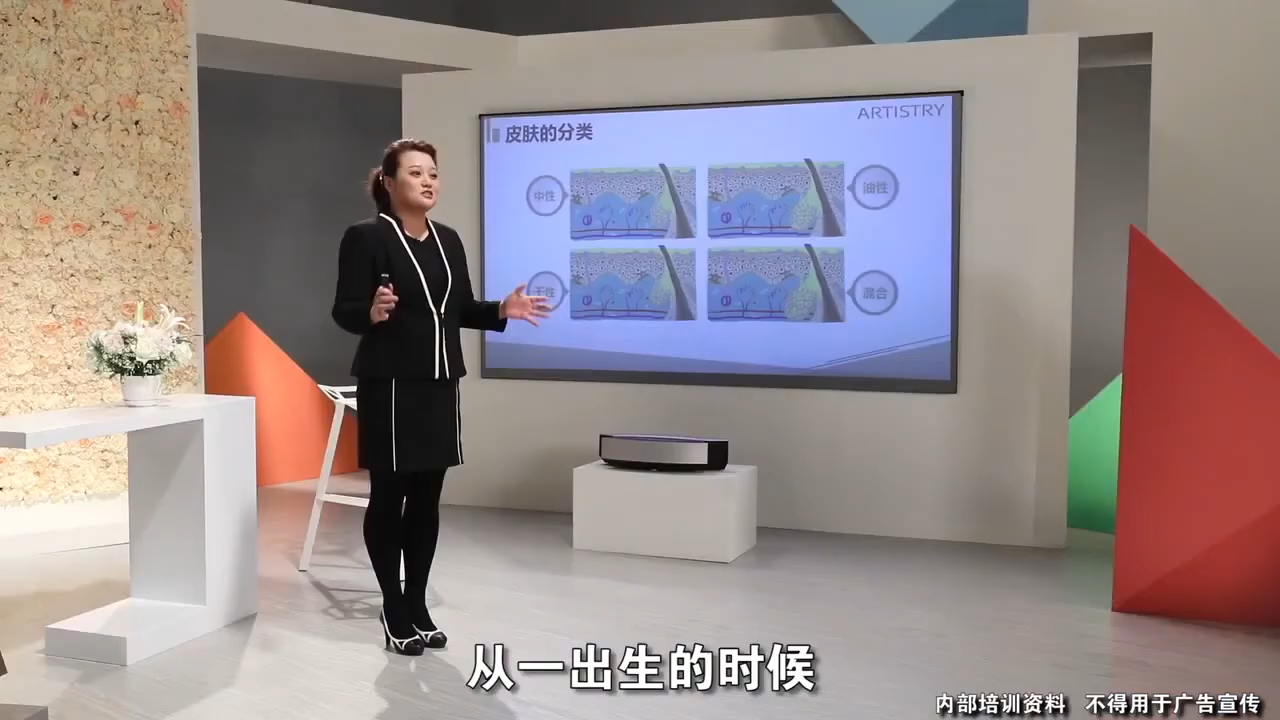 ARTISTRY
皮肤的分类
中性
油性
干性
混合
从一出生的时候
内部培训资料 不得用于广告宣传